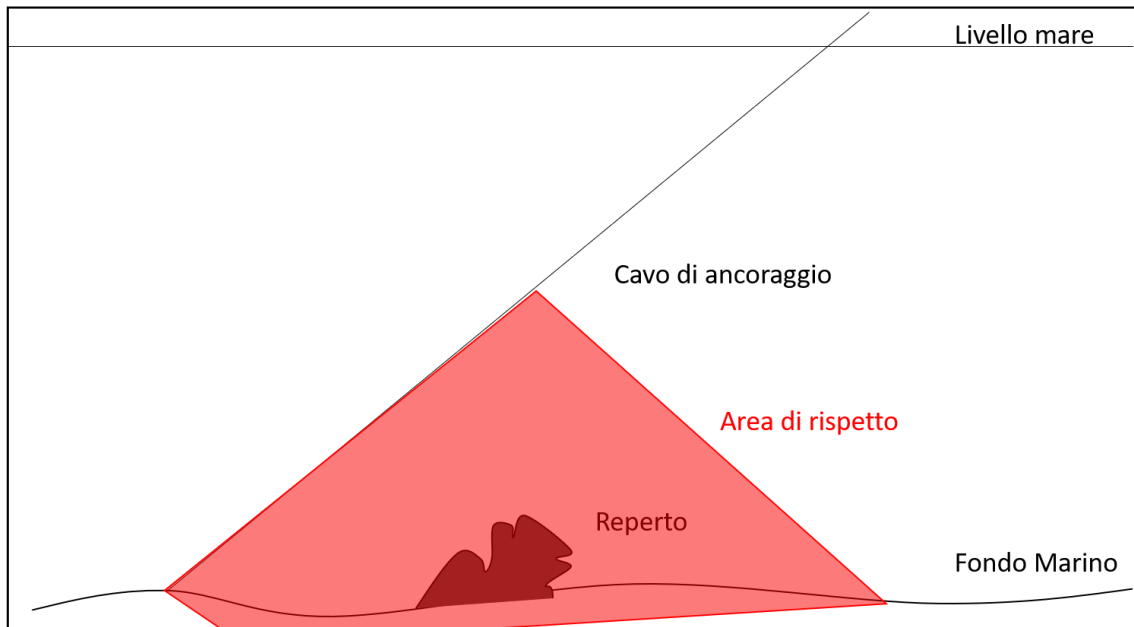 Livello mare
Cavo di ancoraggio
Area di rispetto
Reperto
Fondo Marino